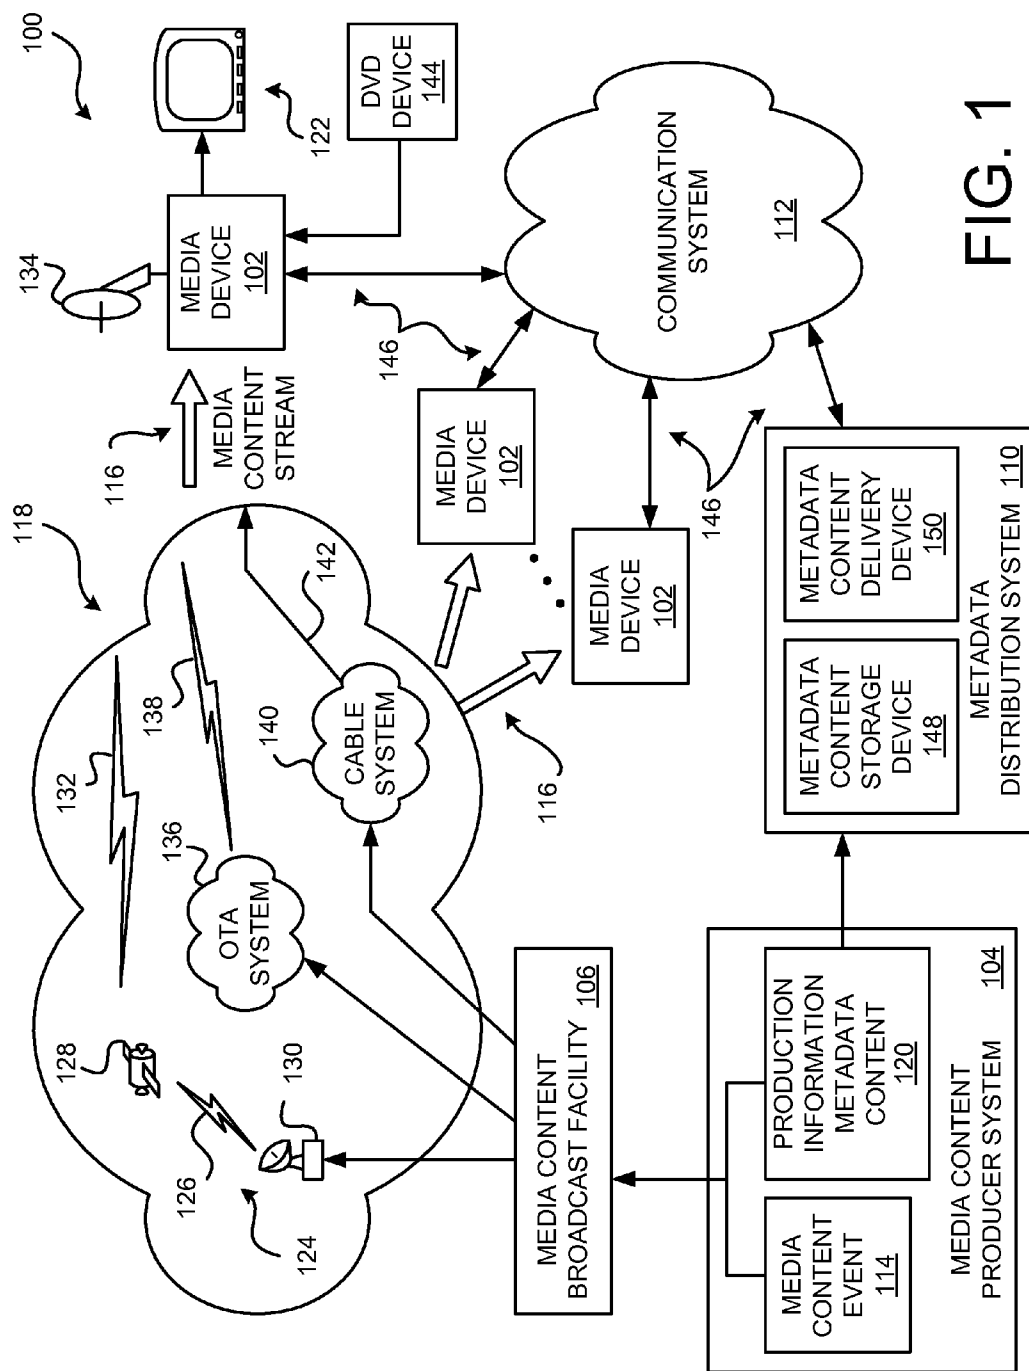 100
134
MEDIA
DEVICE
102
122
DVD
DEVICE
144
116
MEDIA
CONTENT
STREAM
118
132
138
142
146
136
OTA
SYSTEM
140
CABLE
SYSTEM
128
126
130
124
MEDIA
DEVICE
102
MEDIA
DEVICE
102
116
COMMUNICATION
SYSTEM
112
146
MEDIA CONTENT
BROADCAST FACILITY
106
METADATA
CONTENT
STORAGE
DEVICE
148
METADATA
CONTENT
DELIVERY
DEVICE
150
METADATA
DISTRIBUTION SYSTEM
110
MEDIA
CONTENT
EVENT
114
PRODUCTION
INFORMATION
METADATA
CONTENT
120
MEDIA CONTENT
PRODUCER SYSTEM
104
FIG. 1